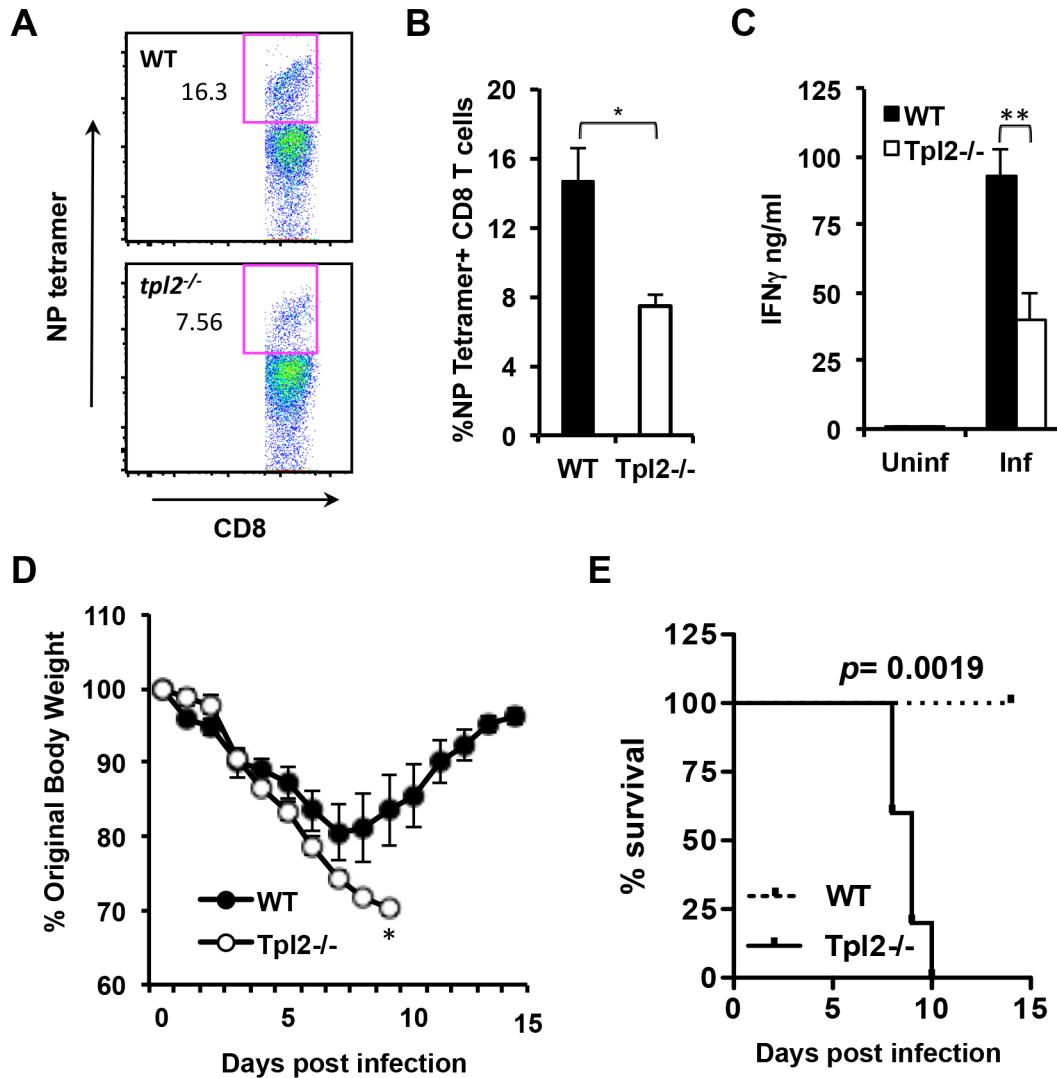 A
WT
16.3
tpl2-/-
7.56
NP tetramer
CD8
B
%NP Tetramer+ CD8 T cells
20
16
12
8
4
0
*
WT Tpl2-/-
C
IFNγ ng/ml
125
100
75
50
25
0
WT
Tpl2-/-
**
Uninf Inf
D
% Original Body Weight
110
100
90
80
70
60
WT
Tpl2-/-
*
0 5 10 15
Days post infection
E
% survival
125
100
75
50
25
0
p= 0.0019
WT
Tpl2-/-
0 5 10 15
Days post infection